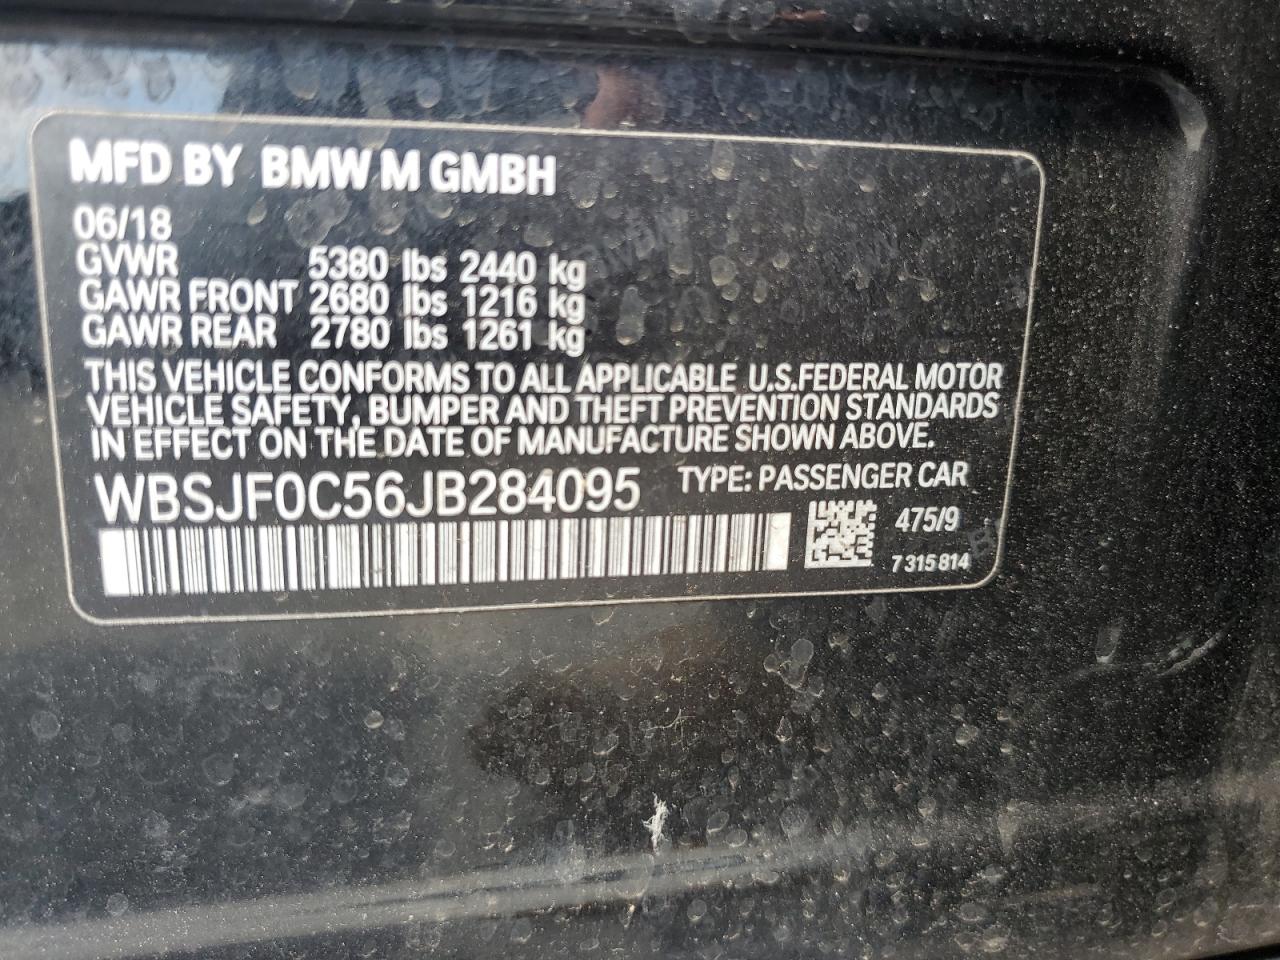 MFD BY BMW M GMBH
06/18
GVWR 5380 lbs 2440 kg
GAWR FRONT 2680 lbs 1216 kg
GAWR REAR 2780 lbs 1261 kg
THIS VEHICLE CONFORMS TO ALL APPLICABLE U.S.FEDERAL MOTOR
VEHICLE SAFETY, BUMPER AND THEFT PREVENTION STANDARDS
IN EFFECT ON THE DATE OF MANUFACTURE SHOWN ABOVE.
WBSJF0C56JB284095 TYPE: PASSENGER CAR
475/9
7 315 814